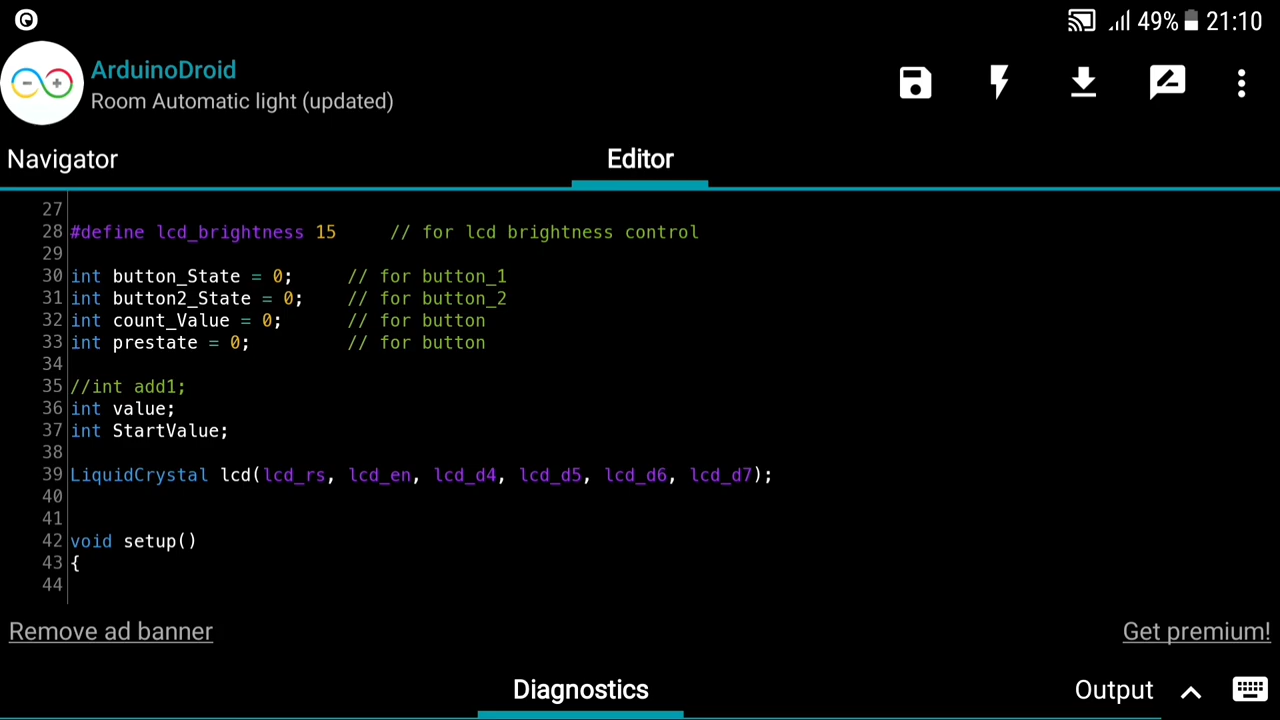 49% 21:10
ArduinoDroid
Room Automatic light (updated)
Navigator Editor
27
28 #define lcd_brightness 15     // for lcd brightness control
29
30 int button_State = 0;     // for button_1
31 int button2_State = 0;    // for button_2
32 int count_Value = 0;      // for button
33 int prestate = 0;         // for button
34
35 //int add1;
36 int value;
37 int StartValue;
38
39 LiquidCrystal lcd(lcd_rs, lcd_en, lcd_d4, lcd_d5, lcd_d6, lcd_d7);
40
41
42 void setup()
43 {
44
Remove ad banner Get premium!
Diagnostics Output